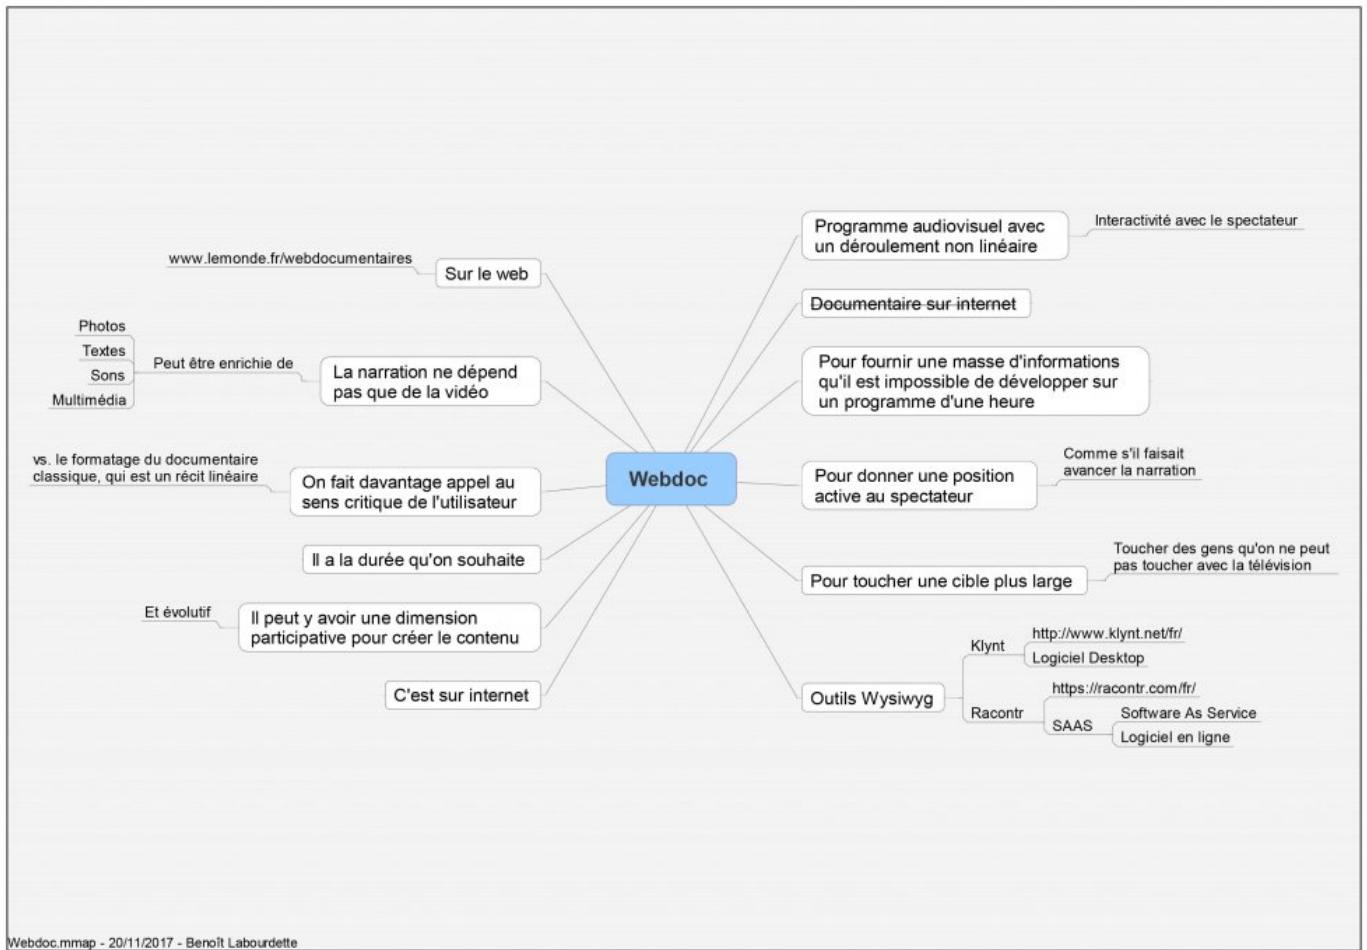 Webdoc
Programme audiovisuel avec
un déroulement non linéaire
Interactivité avec le spectateur
Documentaire sur internet
Pour fournir une masse d'informations
qu'il est impossible de développer sur
un programme d'une heure
Pour donner une position
active au spectateur
Comme s'il faisait
avancer la narration
Pour toucher une cible plus large
Toucher des gens qu'on ne peut
pas toucher avec la télévision
Outils Wysiwyg
Klynt
http://www.klynt.net/fr/
Logiciel Desktop
Racontr
https://racontr.com/fr/
SAAS
Software As Service
Logiciel en ligne
Sur le web
www.lemonde.fr/webdocumentaires
La narration ne dépend
pas que de la vidéo
Peut être enrichie de
Photos
Textes
Sons
Multimédia
On fait davantage appel au
sens critique de l'utilisateur
vs. le formatage du documentaire
classique, qui est un récit linéaire
Il a la durée qu'on souhaite
Il peut y avoir une dimension
participative pour créer le contenu
Et évolutif
C'est sur internet
Webdoc.mmap - 20/11/2017 - Benoît Labourdette